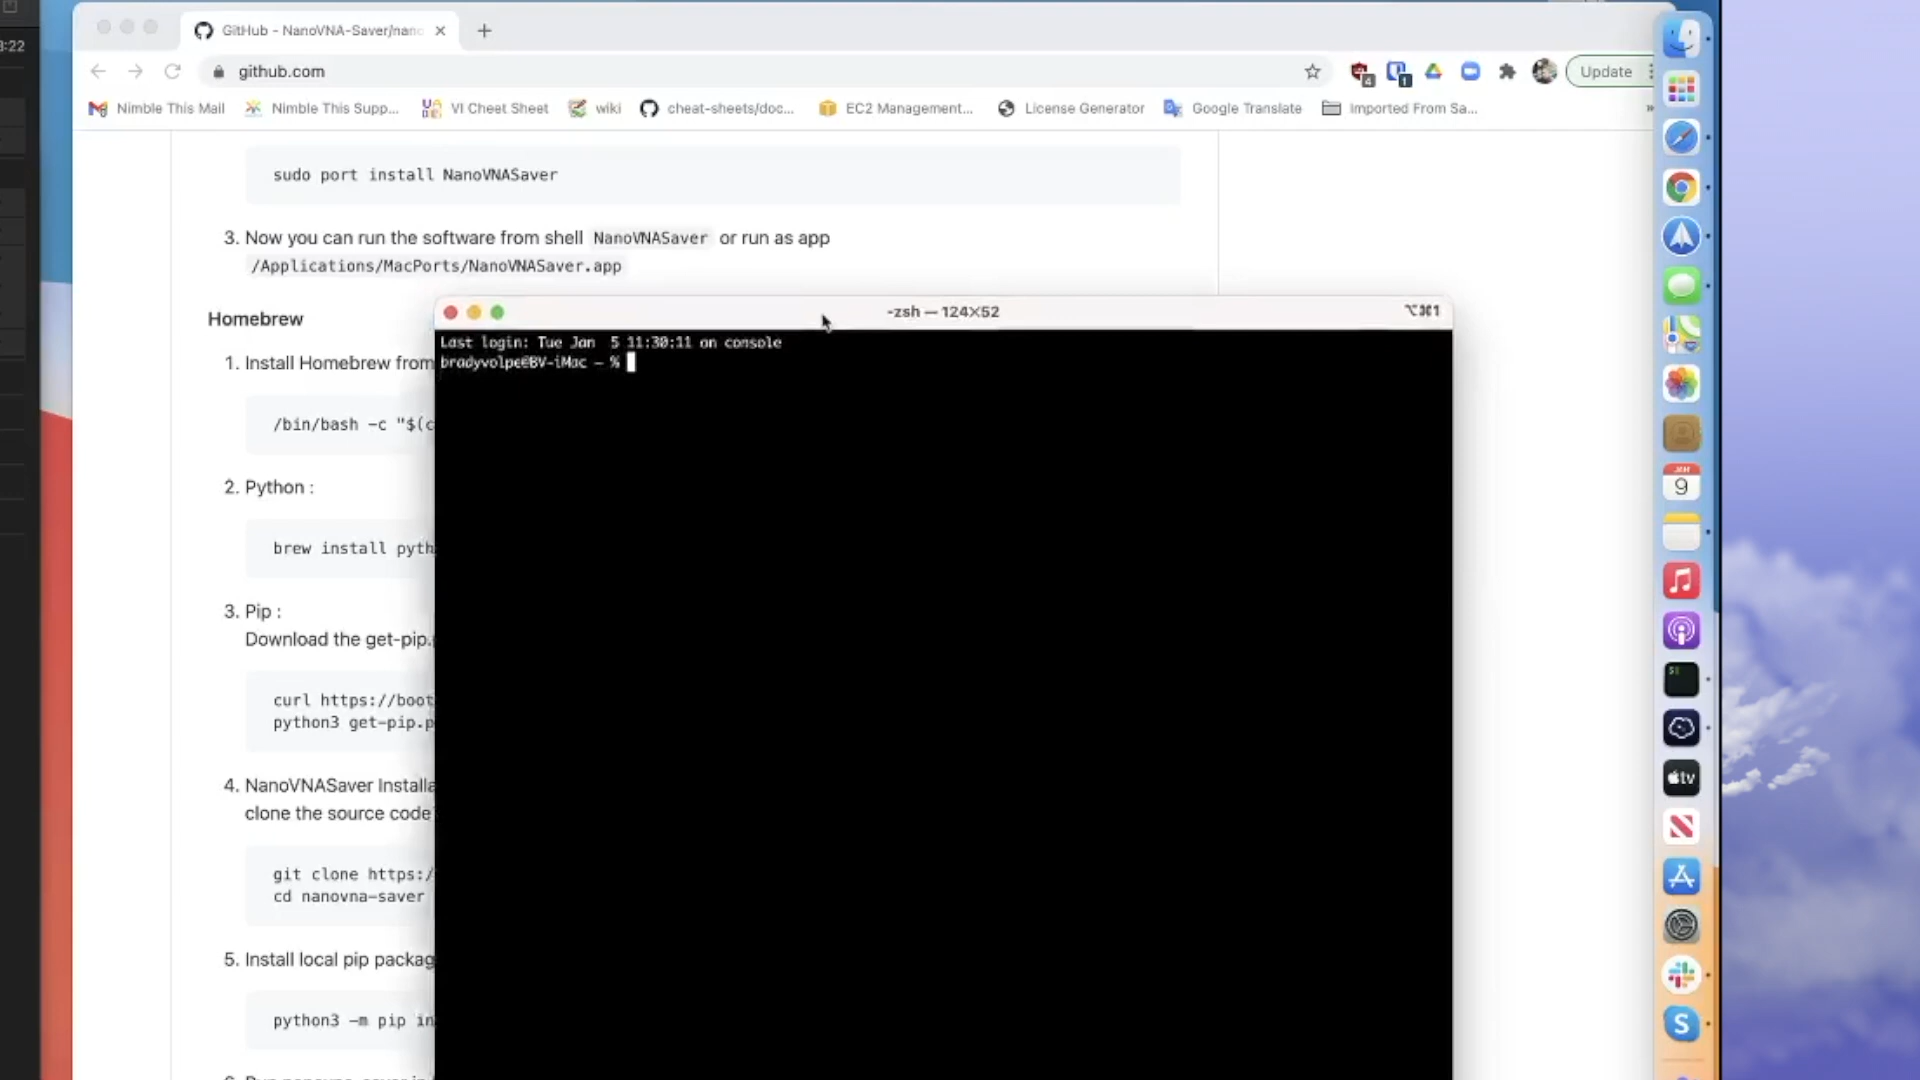 3:22
GitHub - NanoVNA-Saver/nano
github.com
4
1
Update
Nimble This Mail
Nimble This Supp...
VI Cheet Sheet
wiki
cheat-sheets/doc...
EC2 Management...
License Generator
Google Translate
Imported From Sa...
»
sudo port install NanoVNASaver
3. Now you can run the software from shell NanoVNASaver or run as app
/Applications/MacPorts/NanoVNASaver.app
Homebrew
1. Install Homebrew from
/bin/bash -c "$(c
2. Python :
brew install pyth
3. Pip :
Download the get-pip.
curl https://boot
python3 get-pip.p
4. NanoVNASaver Installa
clone the source code
git clone https:/
cd nanovna-saver
5. Install local pip packag
python3 -m pip in
-zsh — 124×52
⌥⌘1
Last login: Tue Jan  5 11:30:11 on console
bradyvolpe@BV-iMac ~ %
JAN
9
$
tv
S